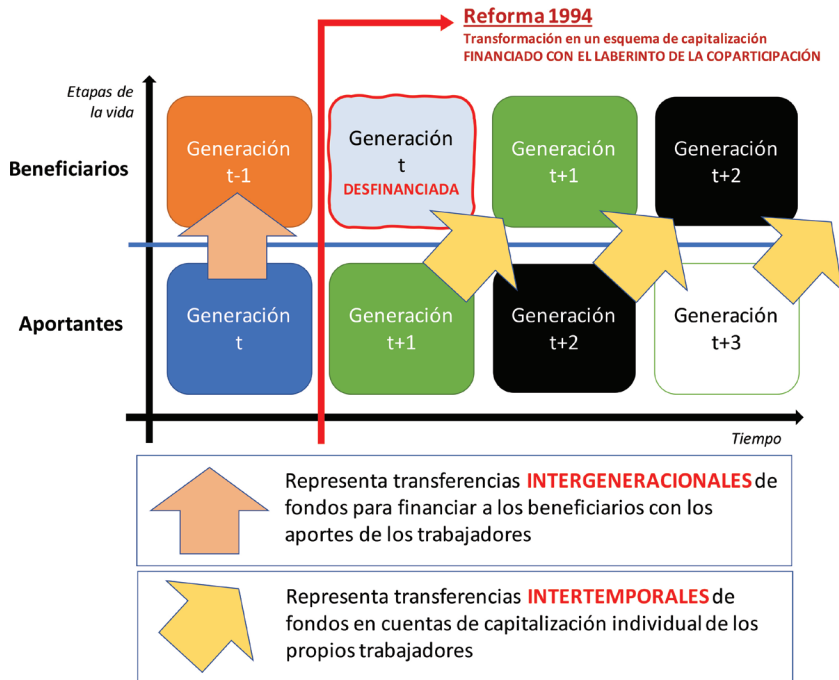 Reforma 1994
Transformación en un esquema de capitalización
FINANCIADO CON EL LABERINTO DE LA COPARTICIPACIÓN
Etapas de
la vida
Beneficiarios
Generación
t-1
Generación
t
DESFINANCIADA
Generación
t+1
Generación
t+2
Aportantes
Generación
t
Generación
t+1
Generación
t+2
Generación
t+3
Tiempo
Representa transferencias INTERGENERACIONALES de
fondos para financiar a los beneficiarios con los
aportes de los trabajadores
Representa transferencias INTERTEMPORALES de
fondos en cuentas de capitalización individual de los
propios trabajadores